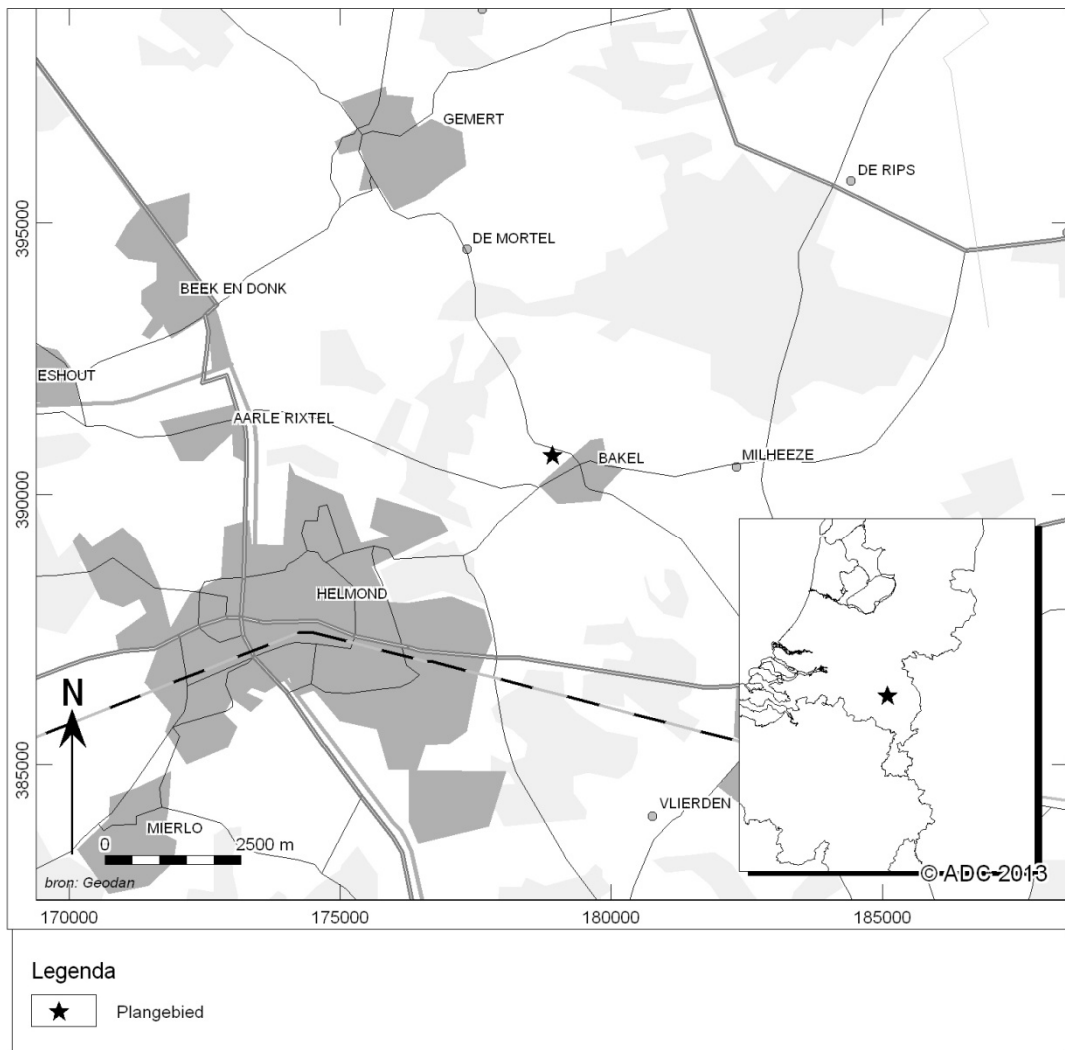 GEMERT
DE RIPS
395000
DE MORTEL
BEEK EN DONK
ESHOUT
AARLE RIXTEL
BAKEL
MILHEEZE
390000
HELMOND
N
385000
VLIERDEN
MIERLO
0 2500 m
bron: Geodan
© ADC 2013
170000 175000 180000 185000
Legenda
Plangebied